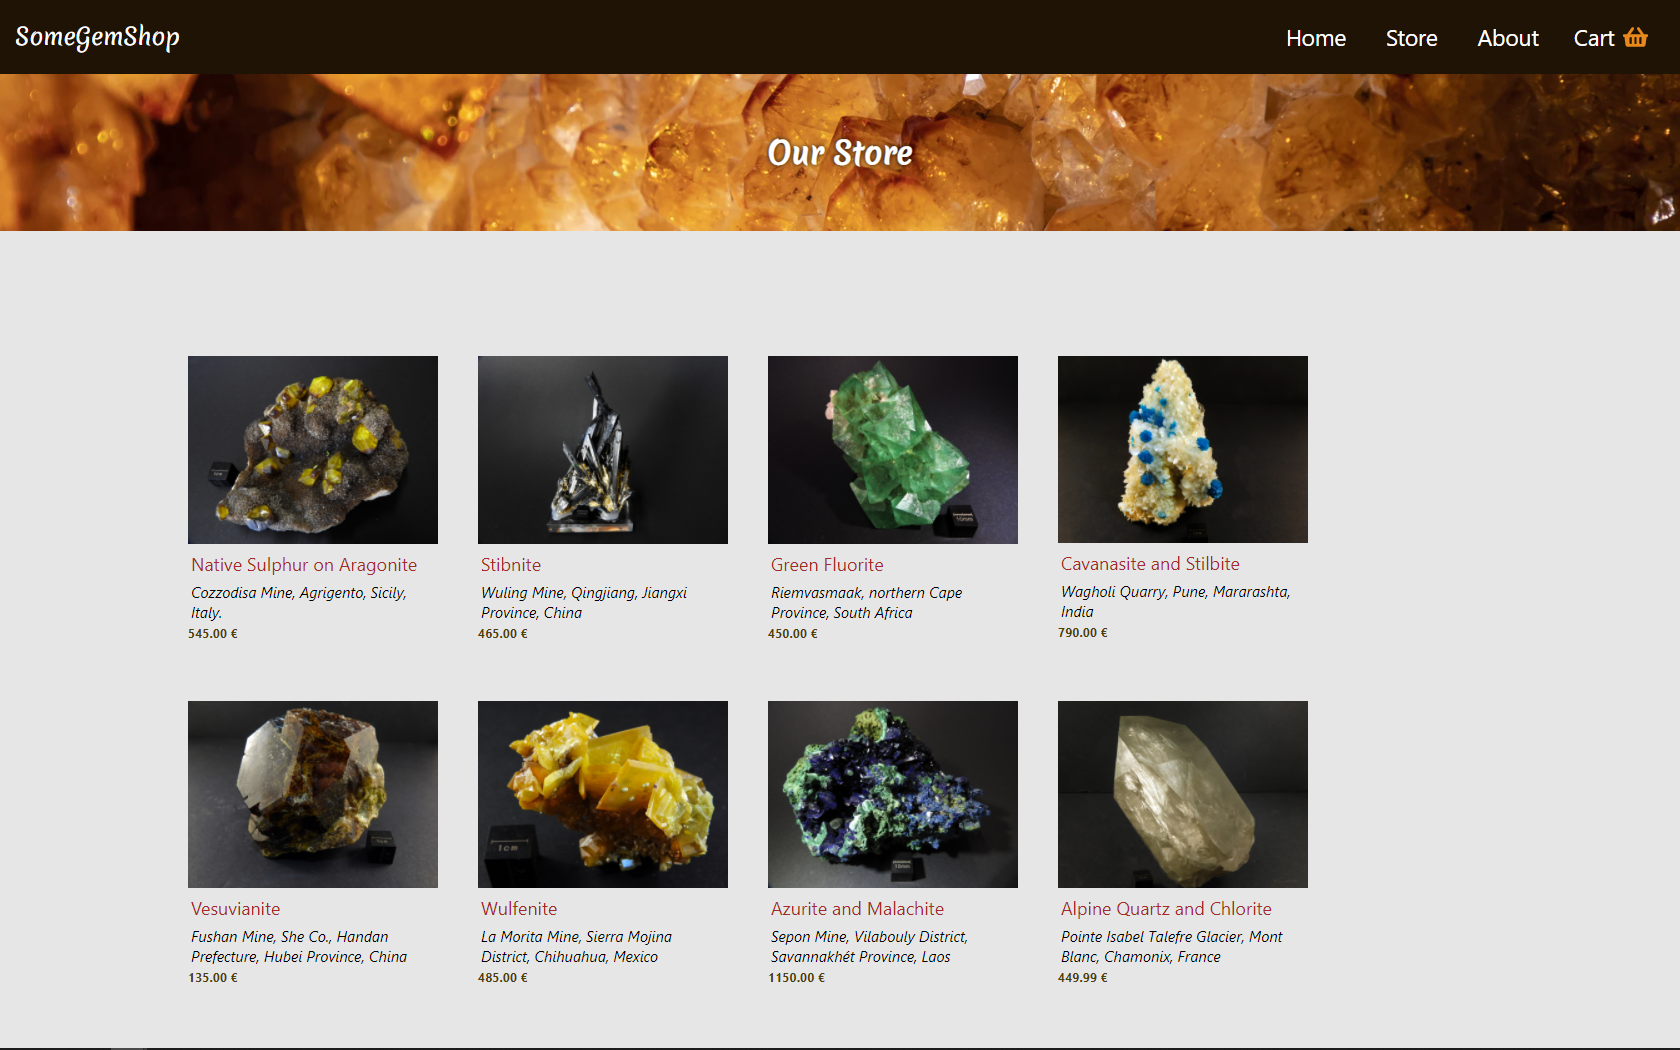 SomeGemShop
Home Store About Cart
Our Store
Native Sulphur on Aragonite
Cozzodisa Mine, Agrigento, Sicily,
Italy.
545.00 €
Stibnite
Wuling Mine, Qingjiang, Jiangxi
Province, China
465.00 €
Green Fluorite
Riemvasmaak, northern Cape
Province, South Africa
450.00 €
Cavanasite and Stilbite
Wagholi Quarry, Pune, Mararashta,
India
790.00 €
1cm
Vesuvianite
Fushan Mine, She Co., Handan
Prefecture, Hubei Province, China
135.00 €
Wulfenite
La Morita Mine, Sierra Mojina
District, Chihuahua, Mexico
485.00 €
Azurite and Malachite
Sepon Mine, Vilabouly District,
Savannakhét Province, Laos
1150.00 €
Alpine Quartz and Chlorite
Pointe Isabel Talefre Glacier, Mont
Blanc, Chamonix, France
449.99 €